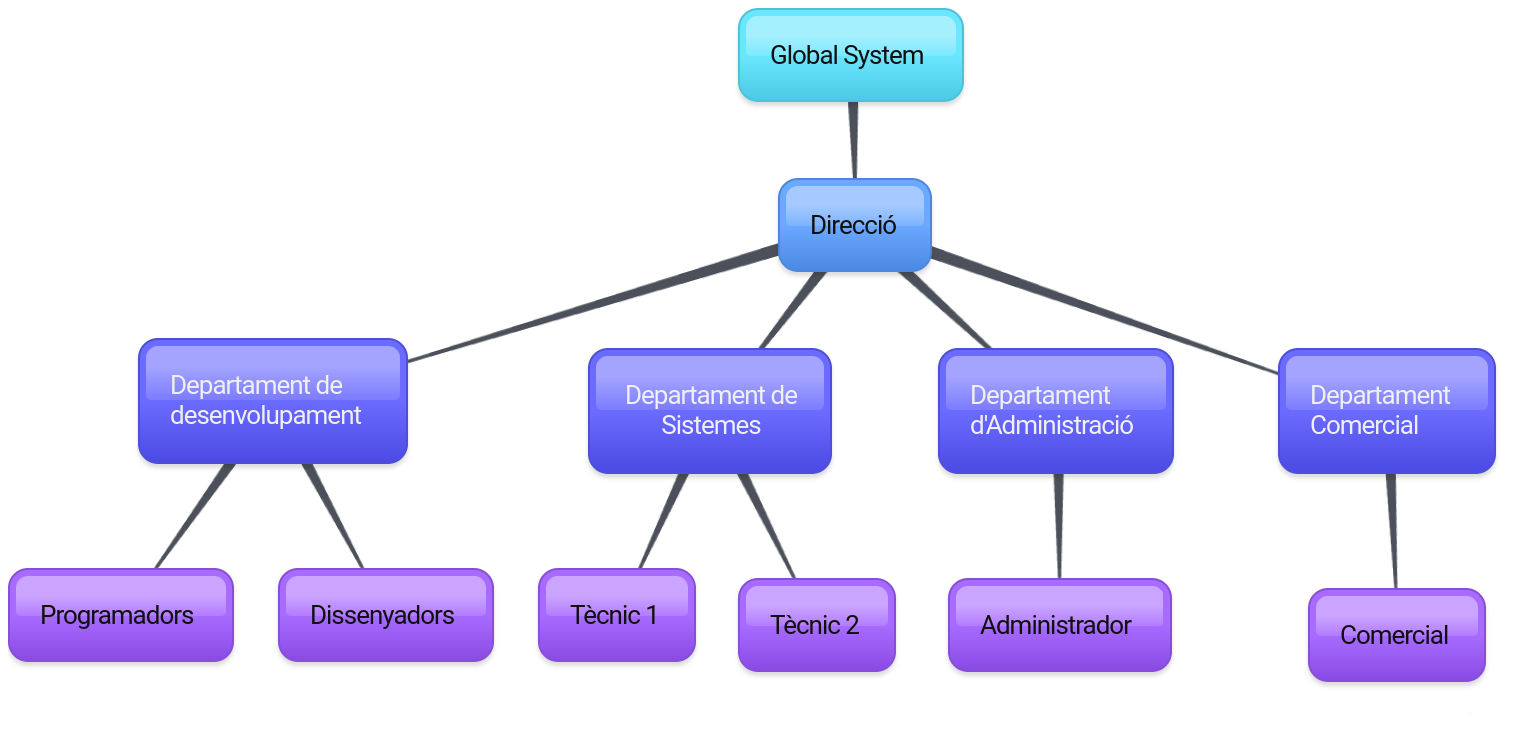 Global System
Direcció
Departament de
desenvolupament
Departament de
Sistemes
Departament
d'Administració
Departament
Comercial
Programadors
Dissenyadors
Tècnic 1
Tècnic 2
Administrador
Comercial